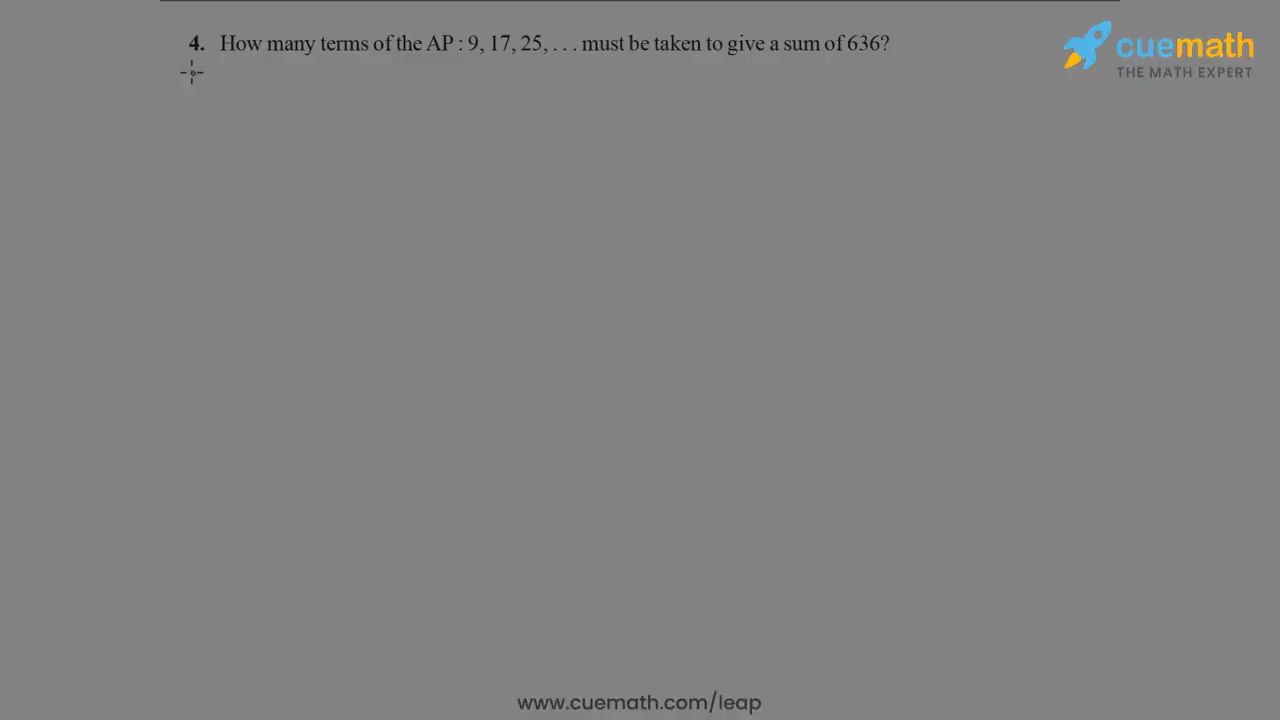 4. How many terms of the AP : 9, 17, 25, . . . must be taken to give a sum of 636?
cuemath
THE MATH EXPERT
www.cuemath.com/leap